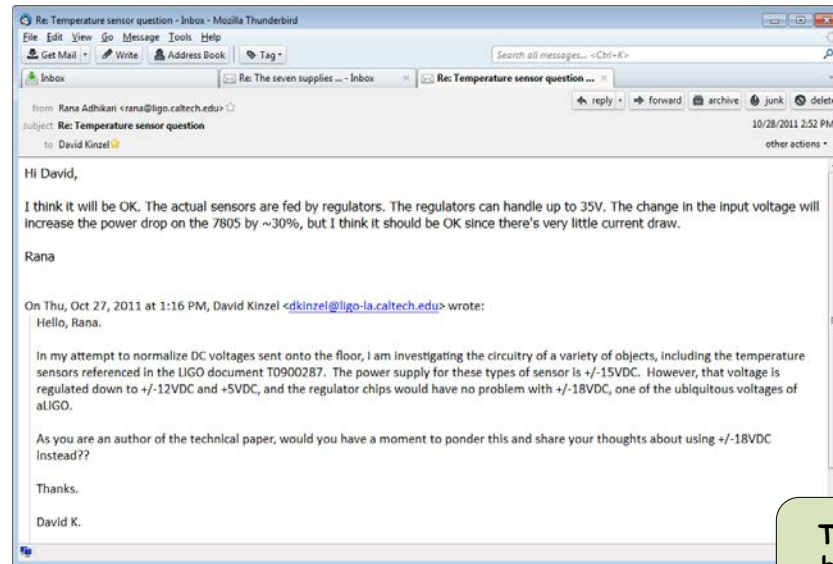 Re: Temperature sensor question - Inbox - Mozilla Thunderbird
File Edit View Go Message Tools Help
Get Mail Write Address Book Tag Search all messages... <Ctrl+K>
Inbox Re: The seven supplies ... - Inbox Re: Temperature sensor question ...
from Rana Adhikari <rana@ligo.caltech.edu> reply forward archive junk delete
subject Re: Temperature sensor question 10/28/2011 2:52 PM
to David Kinzel other actions
Hi David,
I think it will be OK. The actual sensors are fed by regulators. The regulators can handle up to 35V. The change in the input voltage will
increase the power drop on the 7805 by ~30%, but I think it should be OK since there's very little current draw.
Rana
On Thu, Oct 27, 2011 at 1:16 PM, David Kinzel <dkinzel@ligo-la.caltech.edu> wrote:
Hello, Rana.
In my attempt to normalize DC voltages sent onto the floor, I am investigating the circuitry of a variety of objects, including the temperature
sensors referenced in the LIGO document T0900287. The power supply for these types of sensor is +/-15VDC. However, that voltage is
regulated down to +/-12VDC and +5VDC, and the regulator chips would have no problem with +/-18VDC, one of the ubiquitous voltages of
aLIGO.
As you are an author of the technical paper, would you have a moment to ponder this and share your thoughts about using +/-18VDC
instead??
Thanks.
David K.